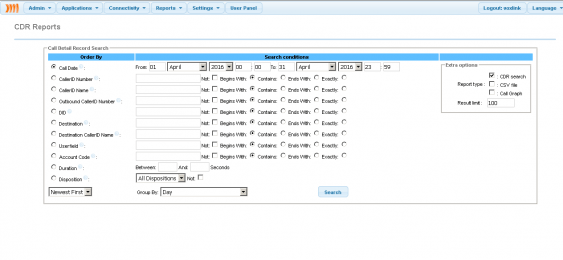 Admin Applications Connectivity Reports Settings User Panel Logout: exdink Language
CDR Reports
Call Detail Record Search
Order By Search conditions
Extra options
Call Date : From: 01 April 2016 00 : 00 To: 31 April 2016 23 : 59
CallerID Number : Not: Begins With: Contains: Ends With: Exactly:
CallerID Name : Not: Begins With: Contains: Ends With: Exactly:
Outbound CallerID Number : Not: Begins With: Contains: Ends With: Exactly:
DID : Not: Begins With: Contains: Ends With: Exactly:
Destination : Not: Begins With: Contains: Ends With: Exactly:
Destination CallerID Name : Not: Begins With: Contains: Ends With: Exactly:
Userfield : Not: Begins With: Contains: Ends With: Exactly:
Account Code : Not: Begins With: Contains: Ends With: Exactly:
Duration : Between: And: Seconds
Disposition : All Dispositions Not:
Newest First Group By: Day Search
Report type : : CDR search
: CSV file
: Call Graph
Result limit : 100